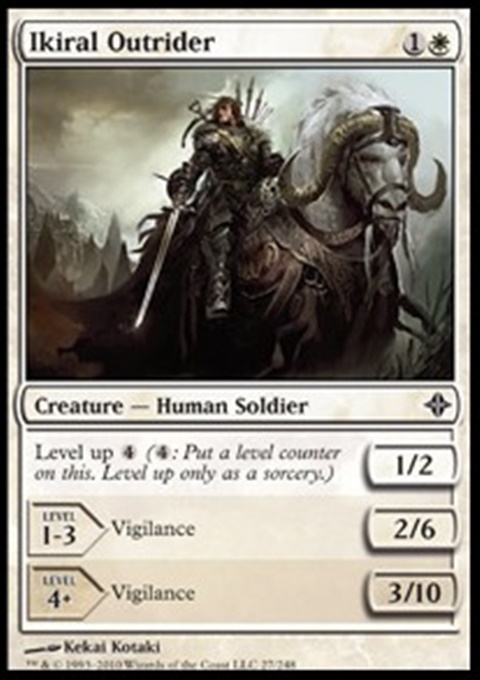 Ikiral Outrider 1
Creature — Human Soldier
Level up 4 (4: Put a level counter
on this. Level up only as a sorcery.)
1/2
LEVEL
1-3
Vigilance
2/6
LEVEL
4+
Vigilance
3/10
Kekai Kotaki
™ & © 1993–2010 Wizards of the Coast LLC 27/248